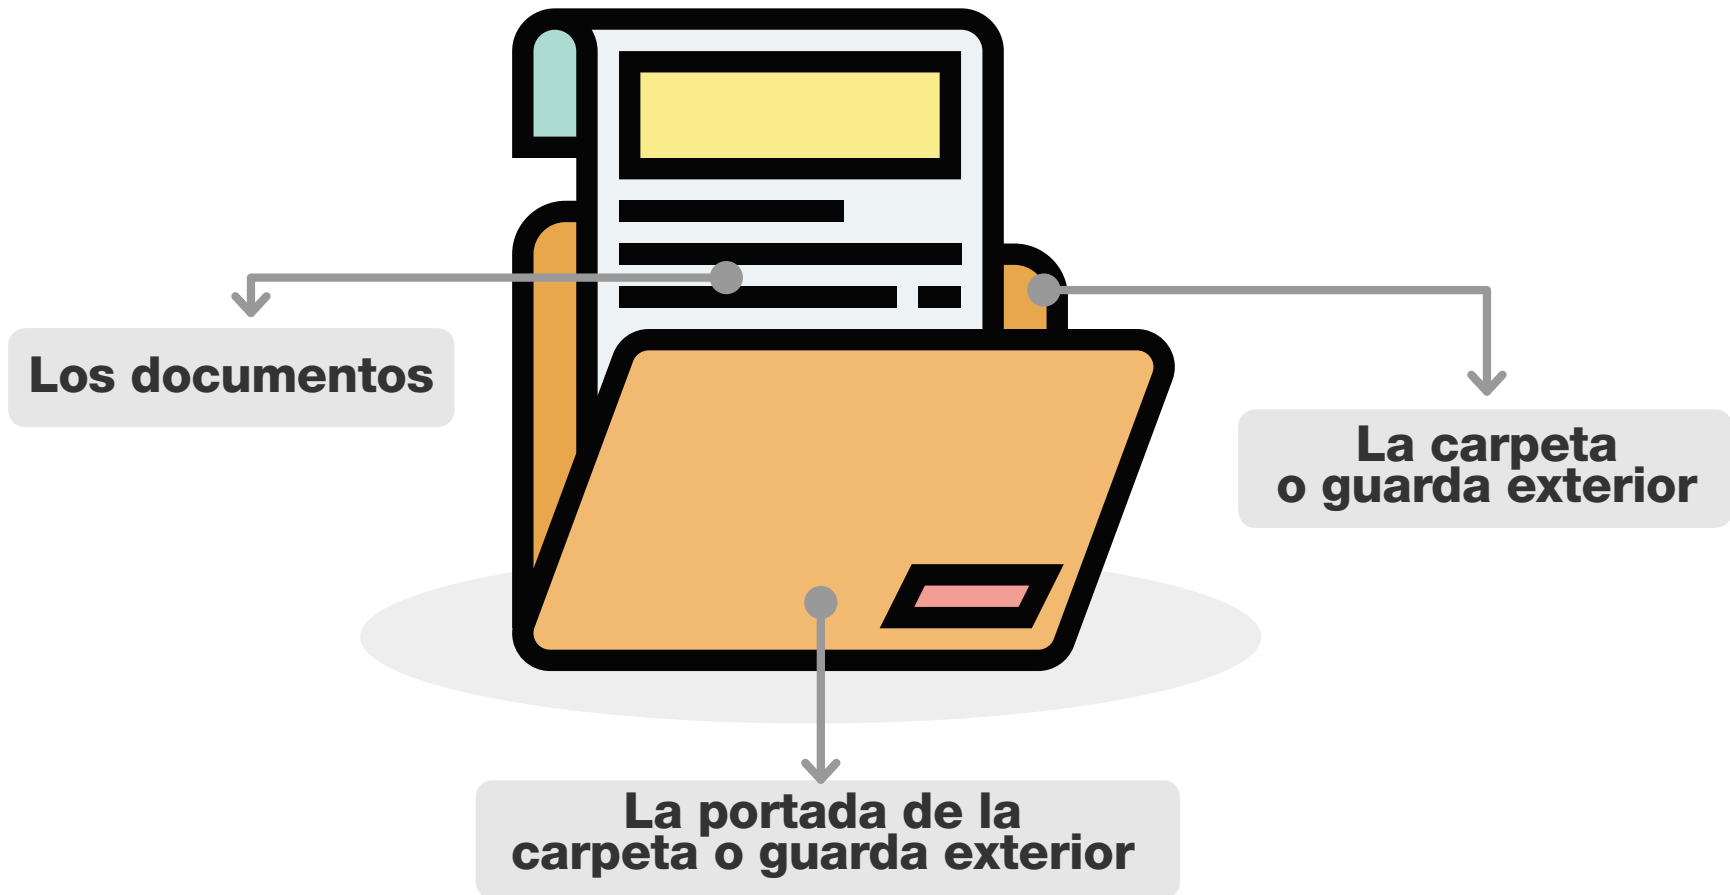 Los documentos
La carpeta
o guarda exterior
La portada de la
carpeta o guarda exterior